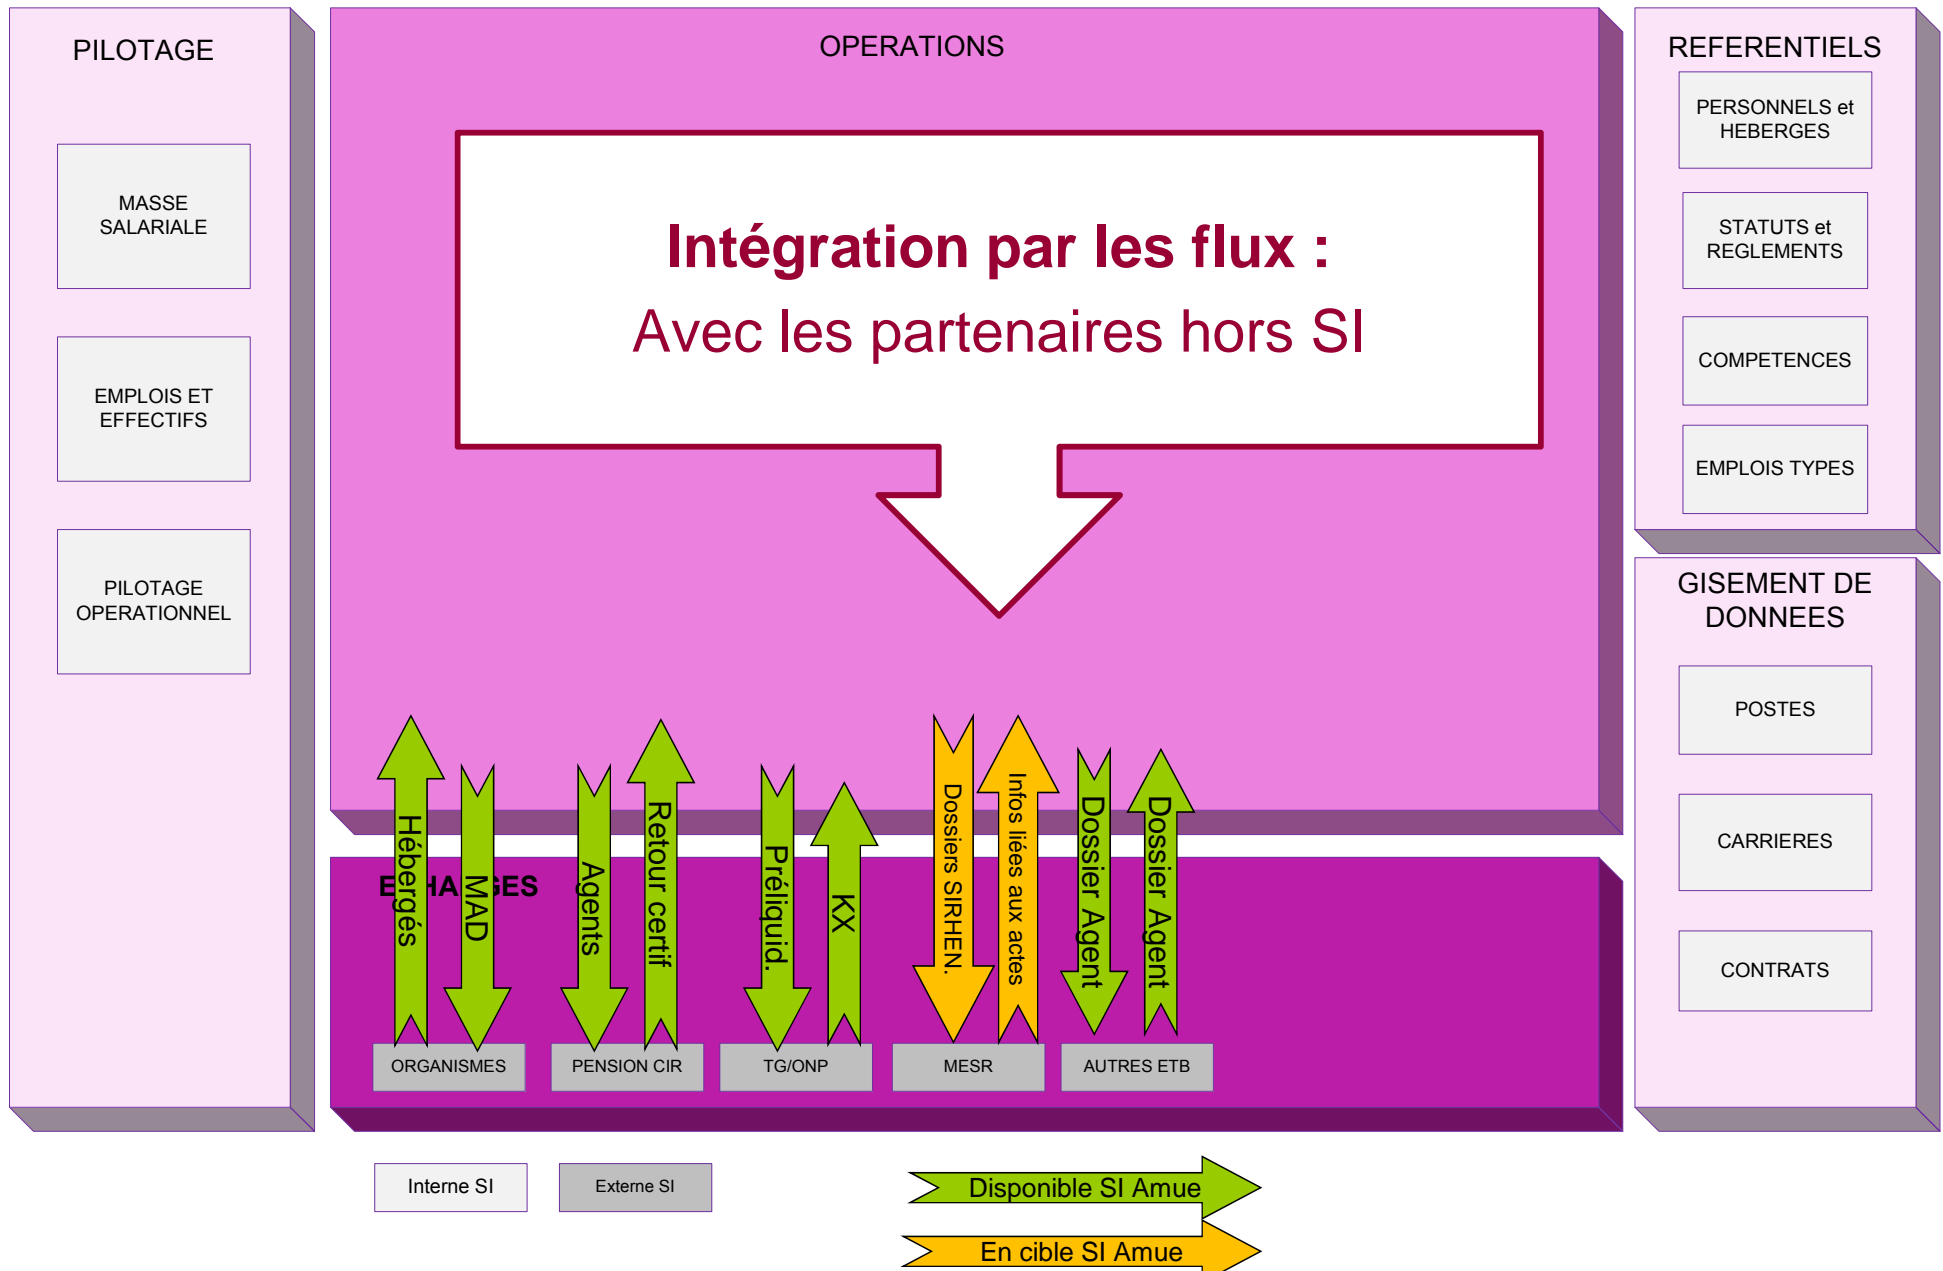 PILOTAGE
MASSE
SALARIALE
EMPLOIS ET
EFFECTIFS
PILOTAGE
OPERATIONNEL
OPERATIONS
Intégration par les flux :
Avec les partenaires hors SI
REFERENTIELS
PERSONNELS et
HEBERGES
STATUTS et
REGLEMENTS
COMPETENCES
EMPLOIS TYPES
GISEMENT DE
DONNEES
POSTES
CARRIERES
CONTRATS
Hébergés
MAD
Agents
Retour certif
Préliquid.
KX
Dossiers SIRHEN.
Infos liées aux actes
Dossier Agent
Dossier Agent
ORGANISMES
PENSION CIR
TG/ONP
MESR
AUTRES ETB
Interne SI
Externe SI
Disponible SI Amue
En cible SI Amue